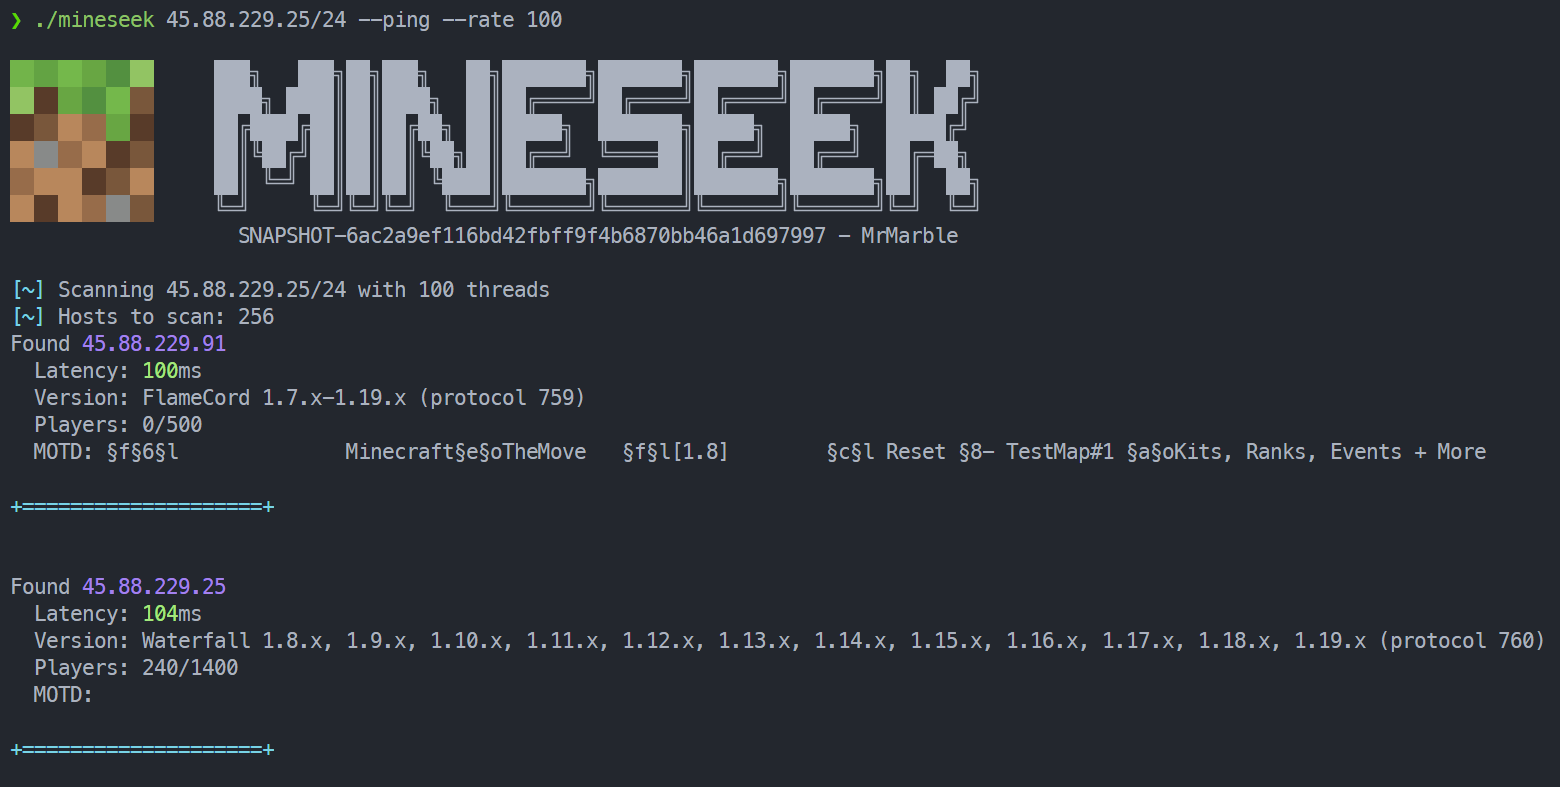 ❯ ./mineseek 45.88.229.25/24 --ping --rate 100
MINESEEK
SNAPSHOT-6ac2a9ef116bd42fbff9f4b6870bb46a1d697997 - MrMarble
[~] Scanning 45.88.229.25/24 with 100 threads
[~] Hosts to scan: 256
Found 45.88.229.91
Latency: 100ms
Version: FlameCord 1.7.x-1.19.x (protocol 759)
Players: 0/500
MOTD: §f§6§l              Minecraft§e§oTheMove   §f§l[1.8]        §c§l Reset §8- TestMap#1 §a§oKits, Ranks, Events + More
+====================+
Found 45.88.229.25
Latency: 104ms
Version: Waterfall 1.8.x, 1.9.x, 1.10.x, 1.11.x, 1.12.x, 1.13.x, 1.14.x, 1.15.x, 1.16.x, 1.17.x, 1.18.x, 1.19.x (protocol 760)
Players: 240/1400
MOTD:
+====================+